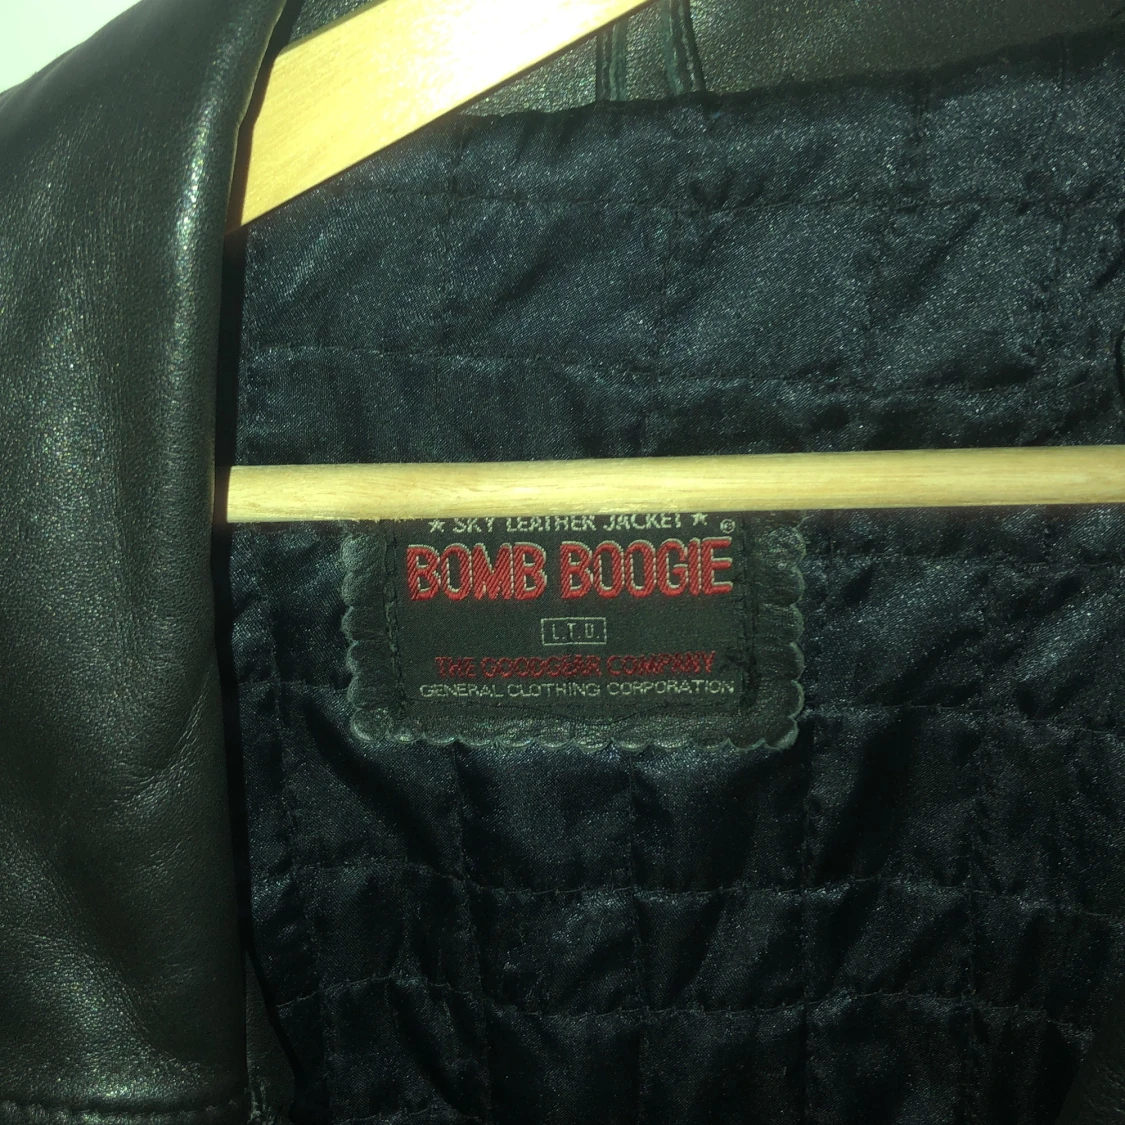 ★ SKY LEATHER JACKET ★ ©
BOMB BOOGIE
L.T.D.
THE GOODGEAR COMPANY
GENERAL CLOTHING CORPORATION